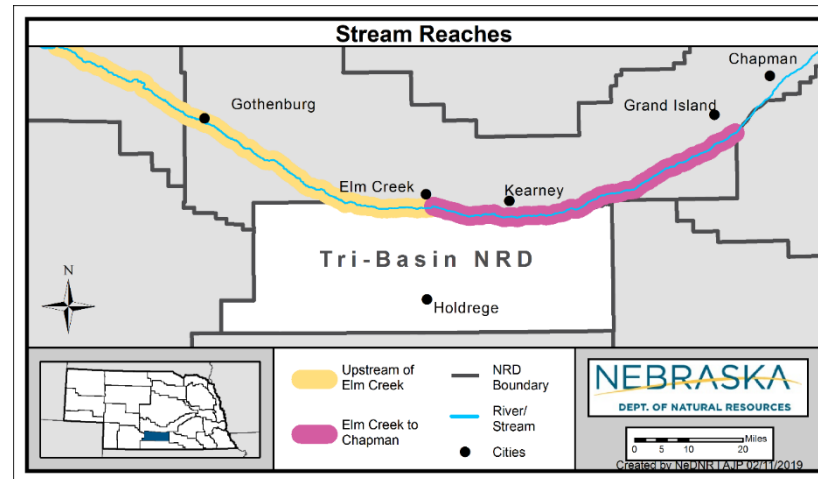 Stream Reaches
Chapman
Gothenburg
Grand Island
Elm Creek
Kearney
Tri-Basin NRD
N
Holdrege
Upstream of
Elm Creek
NRD
Boundary
River/
Stream
Elm Creek to
Chapman
Cities
NEBRASKA
DEPT. OF NATURAL RESOURCES
Miles
0 5 10 20
Created by NeDNR | AJP 02/11/2019